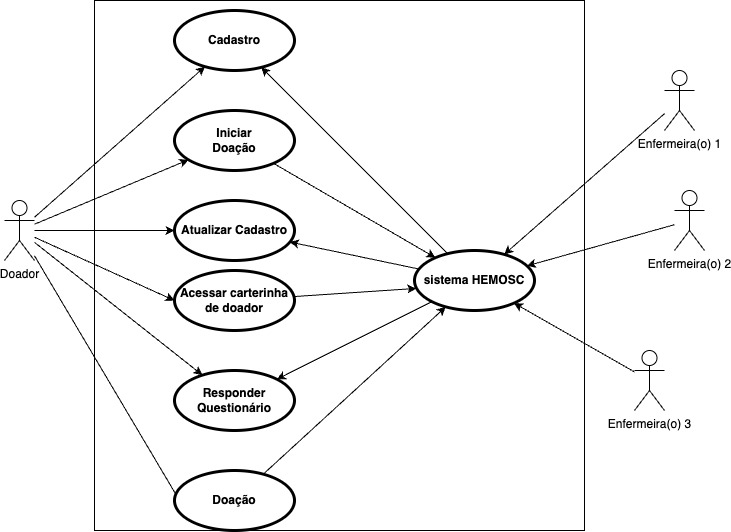 Cadastro
Iniciar
Doação
Enfermeira(o) 1
Atualizar Cadastro
Doador
Enfermeira(o) 2
sistema HEMOSC
Acessar carterinha
de doador
Responder
Questionário
Enfermeira(o) 3
Doação